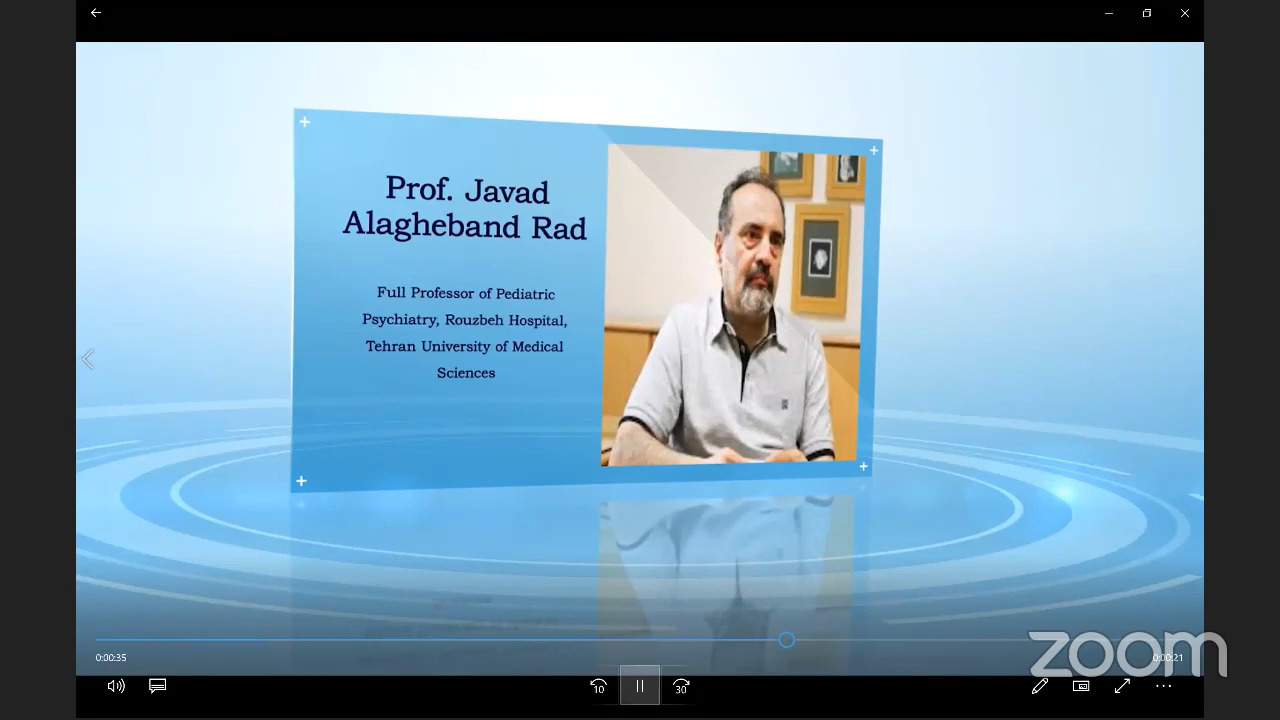 Prof. Javad
Alagheband Rad
Full Professor of Pediatric
Psychiatry, Rouzbeh Hospital,
Tehran University of Medical
Sciences
0:00:35
0:00:21
10
30
zoom